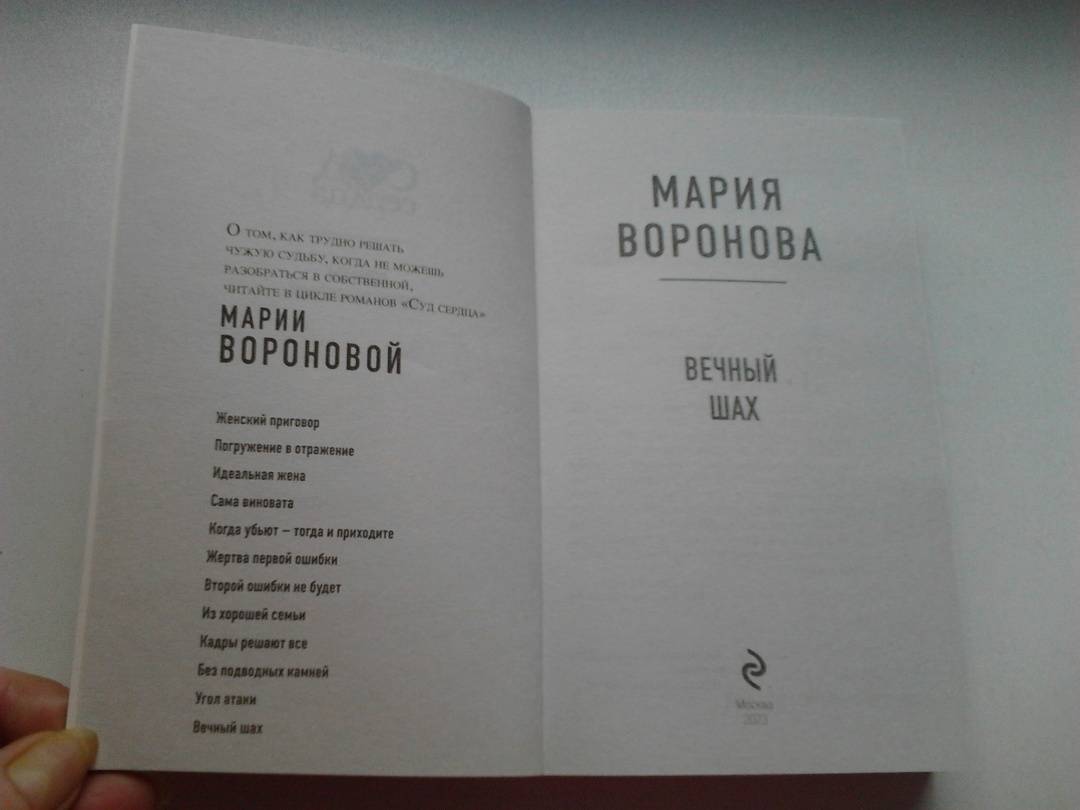 О ТОМ, КАК ТРУДНО РЕШАТЬ
ЧУЖУЮ СУДЬБУ, КОГДА НЕ МОЖЕШЬ
РАЗОБРАТЬСЯ В СОБСТВЕННОЙ,
ЧИТАЙТЕ В ЦИКЛЕ РОМАНОВ «СУД СЕРДЦА»
МАРИИ
ВОРОНОВОЙ
Женский приговор
Погружение в отражение
Идеальная жена
Сама виновата
Когда убьют – тогда и приходите
Жертва первой ошибки
Второй ошибки не будет
Из хорошей семьи
Кадры решают все
Без подводных камней
Угол атаки
Вечный шах
МАРИЯ
ВОРОНОВА
ВЕЧНЫЙ
ШАХ
Москва
2023